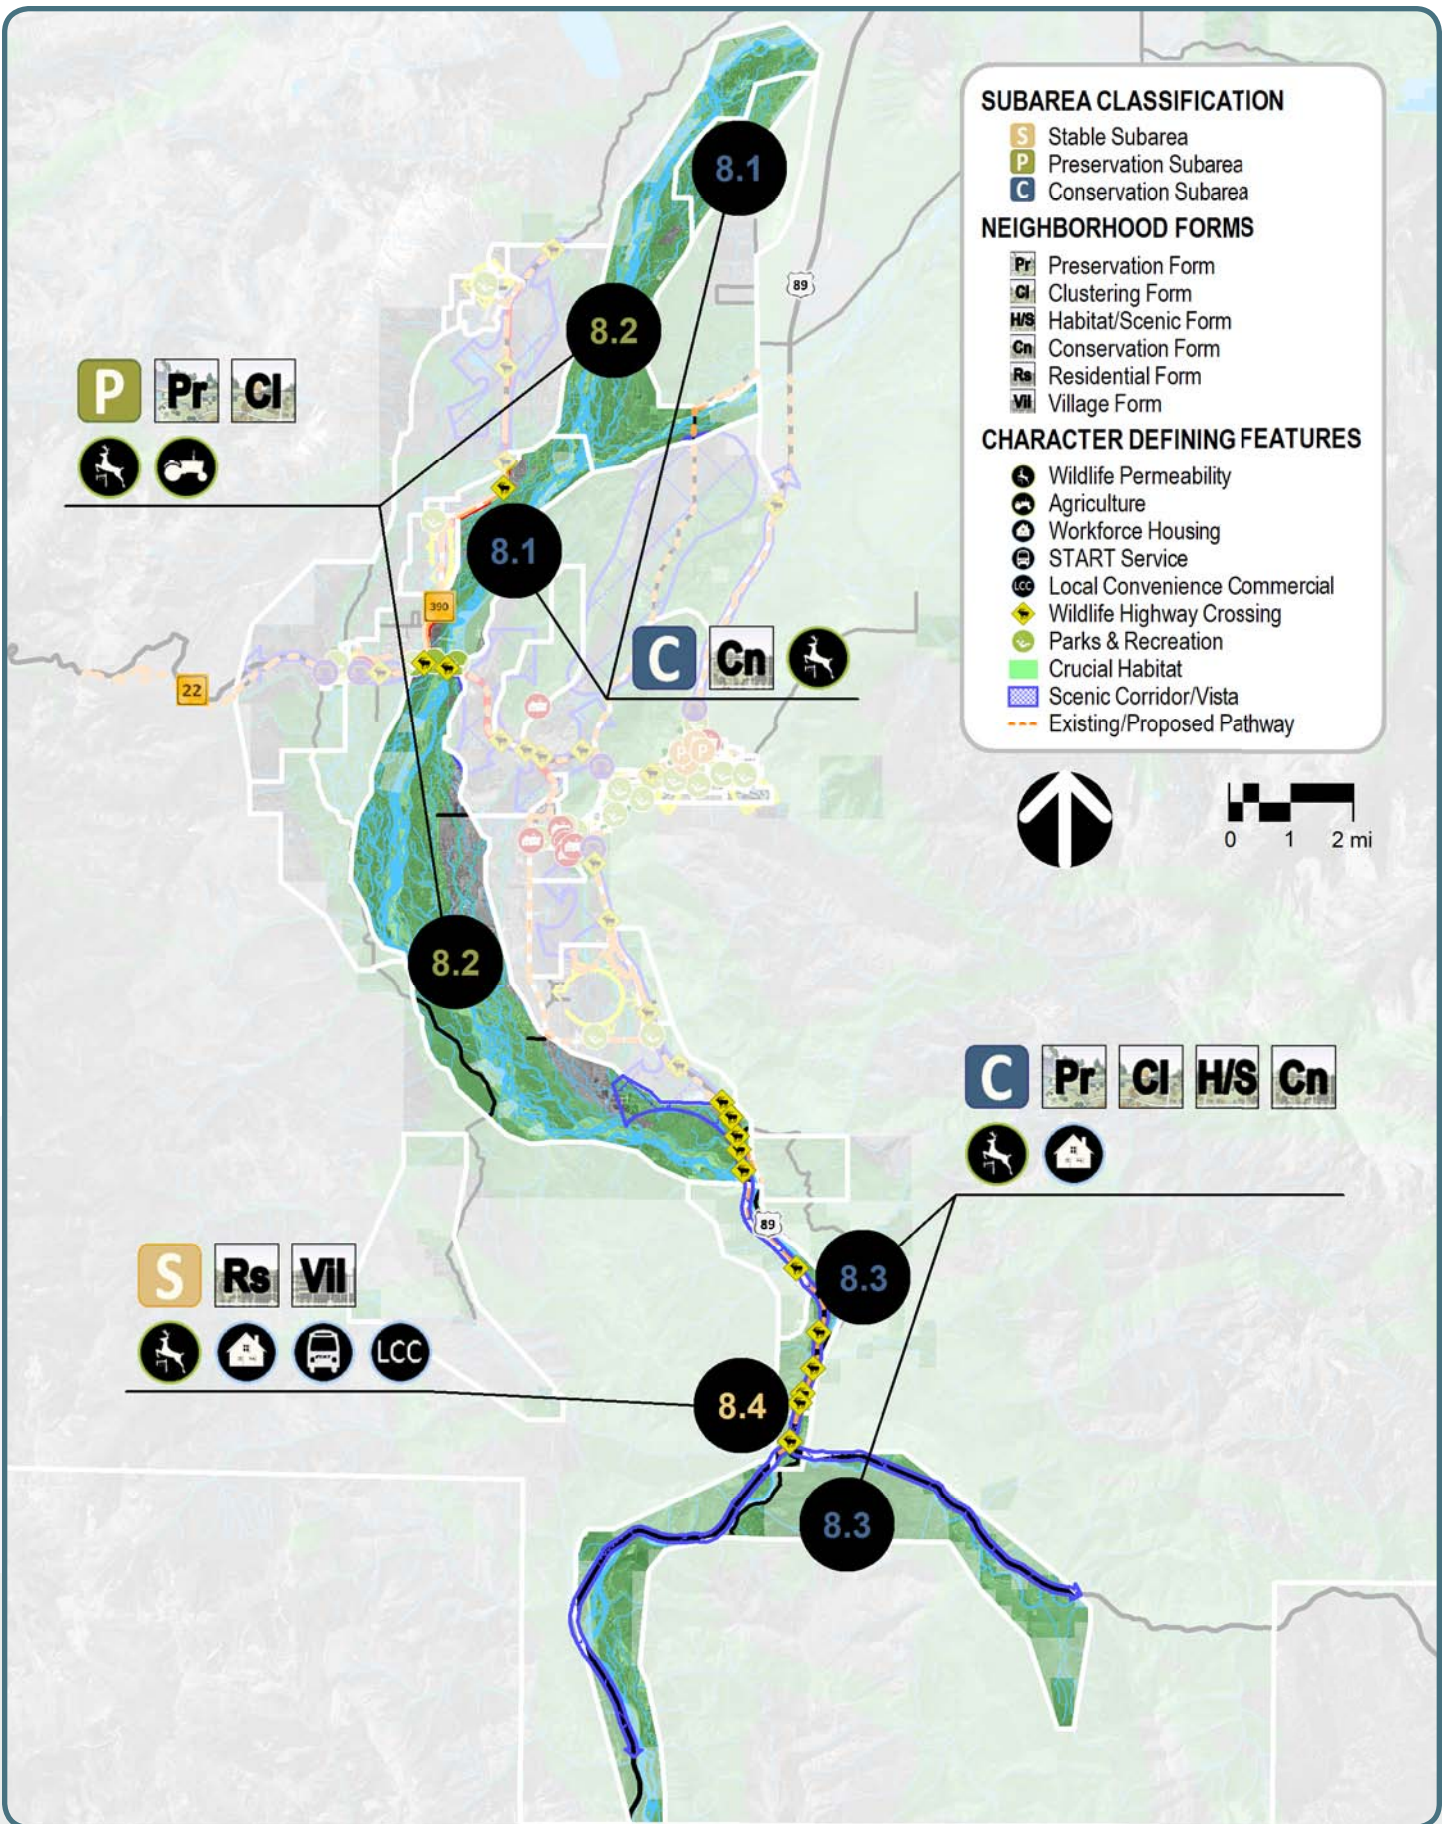 SUBAREA CLASSIFICATION
S Stable Subarea
P Preservation Subarea
C Conservation Subarea
NEIGHBORHOOD FORMS
Pr Preservation Form
Cl Clustering Form
H/S Habitat/Scenic Form
Cn Conservation Form
Rs Residential Form
Vil Village Form
CHARACTER DEFINING FEATURES
Wildlife Permeability
Agriculture
Workforce Housing
START Service
LCC Local Convenience Commercial
Wildlife Highway Crossing
Parks & Recreation
Crucial Habitat
Scenic Corridor/Vista
Existing/Proposed Pathway
0 1 2 mi
8.1
89
8.2
P Pr Cl
8.1
390
C Cn
22
P P
8.2
C Pr Cl H/S Cn
89
8.3
S Rs Vil
LCC
8.4
8.3